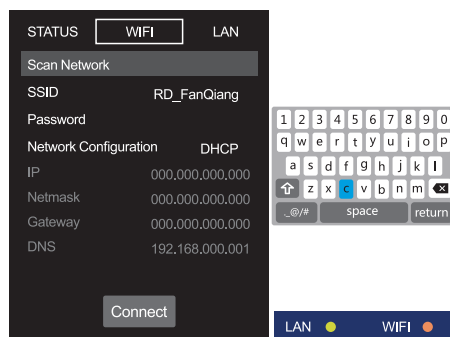 STATUS WIFI LAN
Scan Network
SSID RD_FanQiang
Password
Network Configuration DHCP
IP 000.000.000.000
Netmask 000.000.000.000
Gateway 000.000.000.000
DNS 192.168.000.001
Connect
1 2 3 4 5 6 7 8 9 0
q w e r t y u i o p
a s d f g h j k l
z x c v b n m
._@/# space return
LAN WIFI